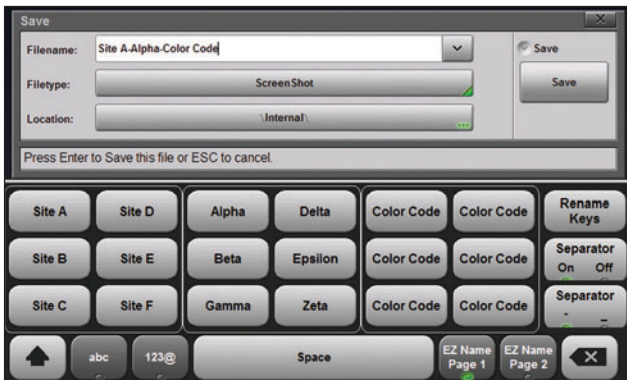 Save
Filename: Site A-Alpha-Color Code
Save
Filetype: ScreenShot
Save
Location: \Internal\
Press Enter to Save this file or ESC to cancel.
Site A Site D Alpha Delta Color Code Color Code Rename Keys
Site B Site E Beta Epsilon Color Code Color Code Separator On Off
Site C Site F Gamma Zeta Color Code Color Code Separator - _
abc 123@ Space EZ Name Page 1 EZ Name Page 2